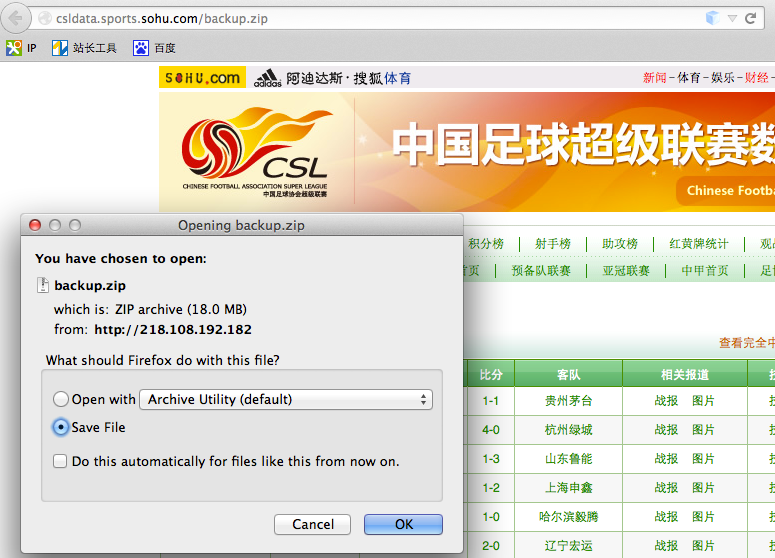 csldata.sports.sohu.com/backup.zip
IP 站长工具 百度
SOHU.com adidas 阿迪达斯·搜狐体育 新闻-体育-娱乐-财经-
CSL
CHINESE FOOTBALL ASSOCIATION SUPER LEAGUE
中国足球协会超级联赛
中国足球超级联赛数
Chinese Footba
Opening backup.zip
You have chosen to open:
backup.zip
which is: ZIP archive (18.0 MB)
from: http://218.108.192.182
What should Firefox do with this file?
Open with Archive Utility (default)
Save File
Do this automatically for files like this from now on.
Cancel OK
积分榜 射手榜 助攻榜 红黄牌统计 观
首页 预备队联赛 亚冠联赛 中甲首页 足
查看完全中
比分 客队 相关报道 技
1-1 贵州茅台 战报 图片 技
4-0 杭州绿城 战报 图片 技
1-3 山东鲁能 战报 图片 技
1-2 上海申鑫 战报 图片 技
1-0 哈尔滨毅腾 战报 图片 技
2-0 辽宁宏运 战报 图片 技